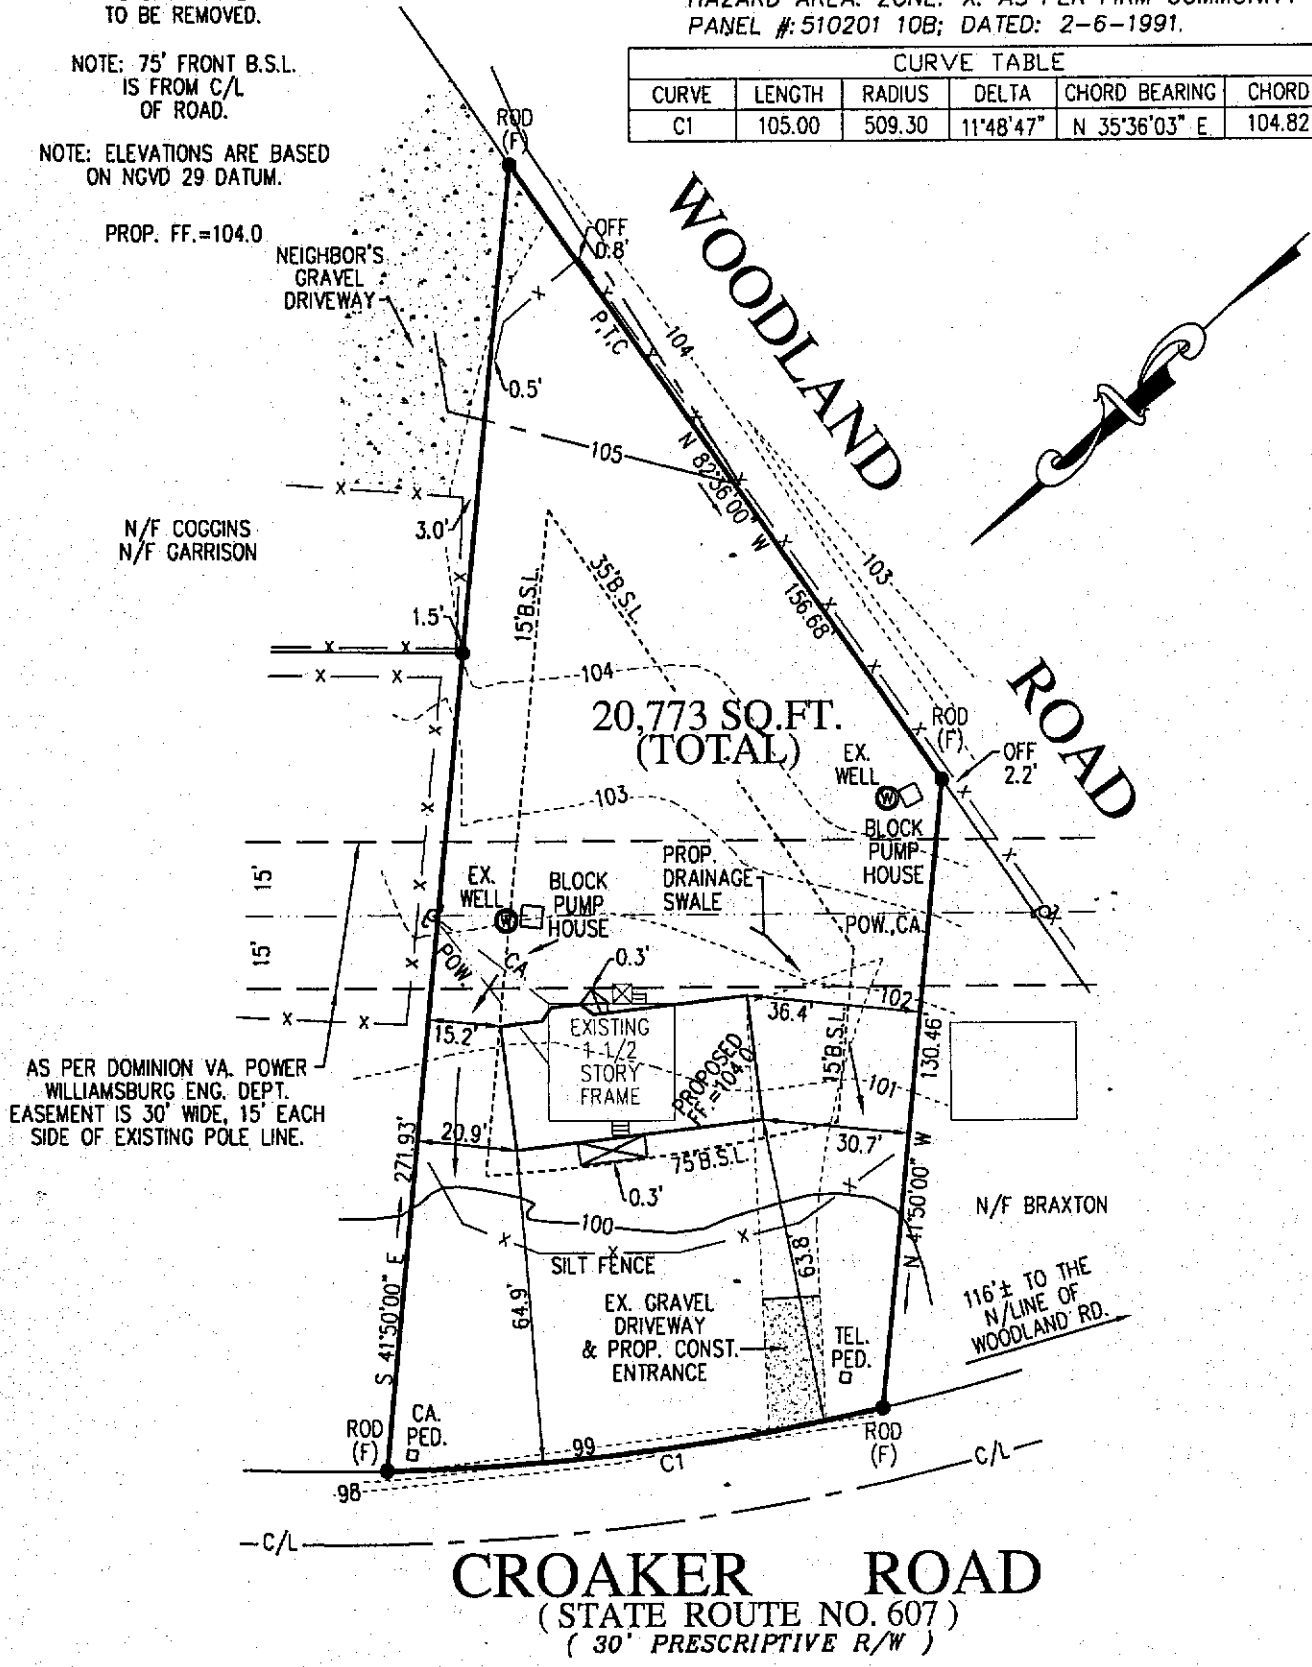 TO BE REMOVED.
NOTE: 75' FRONT B.S.L.
IS FROM C/L
OF ROAD.
NOTE: ELEVATIONS ARE BASED
ON NGVD 29 DATUM.
PROP. FF.=104.0
PANEL #: 510201 10B; DATED: 2-6-1991.
CURVE TABLE
CURVE LENGTH RADIUS DELTA CHORD BEARING CHORD
C1 105.00 509.30 11°48'47" N 35°36'03" E 104.82
ROD
(F)
OFF
0.8'
NEIGHBOR'S
GRAVEL
DRIVEWAY
WOODLAND
ROAD
P.T.C
104
0.5'
105
N 82°36'00" W
156.68'
103
3.0'
N/F COGGINS
N/F GARRISON
1.5'
15'B.S.L
35'B.S.L
104
20,773 SQ.FT.
(TOTAL)
ROD
(F)
OFF
2.2'
EX.
WELL
W
BLOCK
PUMP
HOUSE
103
15'
15'
EX.
WELL
W
BLOCK
PUMP
HOUSE
PROP.
DRAINAGE
SWALE
POW.,CA.
POW.
CA
0.3'
102
36.4'
15.2'
EXISTING
1 1/2
STORY
FRAME
PROPOSED
FF.=104.0
15'B.S.L
130.46
101
AS PER DOMINION VA. POWER
WILLIAMSBURG ENG. DEPT.
EASEMENT IS 30' WIDE, 15' EACH
SIDE OF EXISTING POLE LINE.
20.9'
30.7'
75'B.S.L.
0.3'
S 41°50'00" E 271.93'
N 41°50'00" W
100
SILT FENCE
N/F BRAXTON
64.9'
63.8
EX. GRAVEL
DRIVEWAY
& PROP. CONST.
ENTRANCE
TEL.
PED.
116'± TO THE
N/LINE OF
WOODLAND RD.
ROD
(F)
CA.
PED.
99
C1
ROD
(F)
98
C/L
C/L
CROAKER ROAD
(STATE ROUTE NO. 607)
( 30' PRESCRIPTIVE R/W )